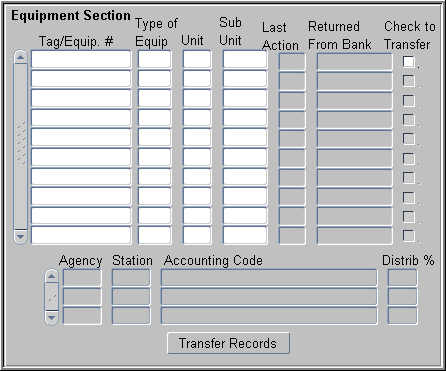 Equipment Section
Tag/Equip. #
Type of
Equip
Unit
Sub
Unit
Last
Action
Returned
From Bank
Check to
Transfer
.
.
.
.
.
.
.
.
.
.
Agency
Station
Accounting Code
Distrib %
Transfer Records